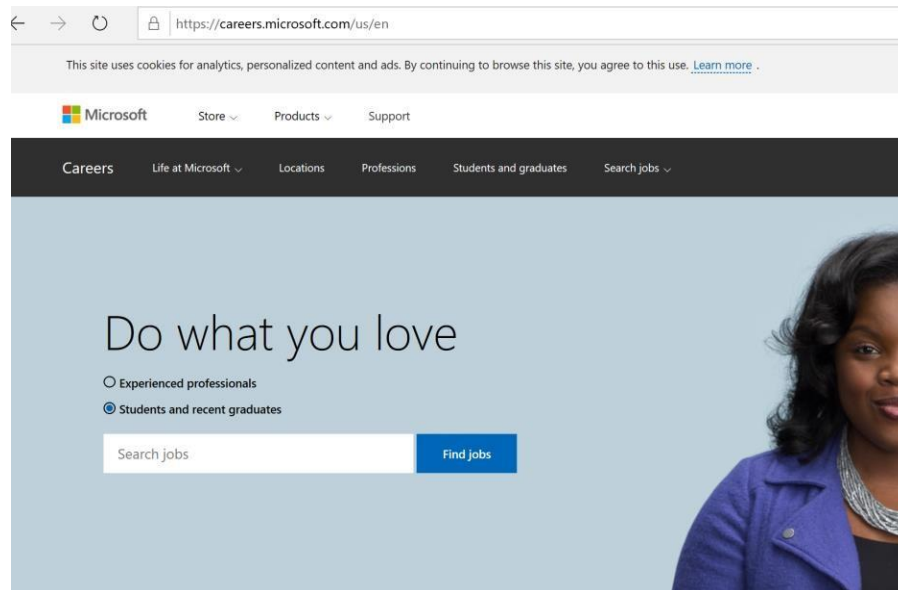 https://careers.microsoft.com/us/en
This site uses cookies for analytics, personalized content and ads. By continuing to browse this site, you agree to this use. Learn more .
Microsoft Store Products Support
Careers Life at Microsoft Locations Professions Students and graduates Search jobs
Do what you love
Experienced professionals
Students and recent graduates
Search jobs Find jobs